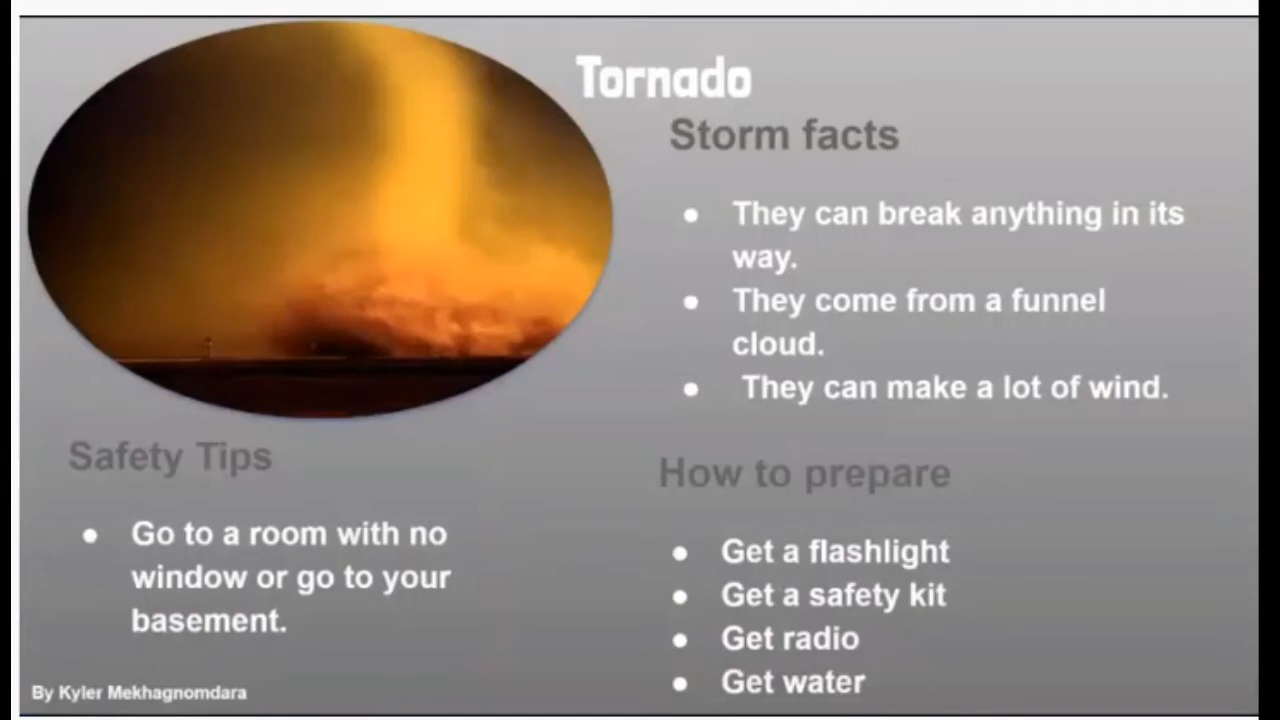 Tornado
Storm facts
● They can break anything in its
way.
● They come from a funnel
cloud.
● They can make a lot of wind.
Safety Tips
● Go to a room with no
window or go to your
basement.
How to prepare
● Get a flashlight
● Get a safety kit
● Get radio
● Get water
By Kyler Mekhagnomdara